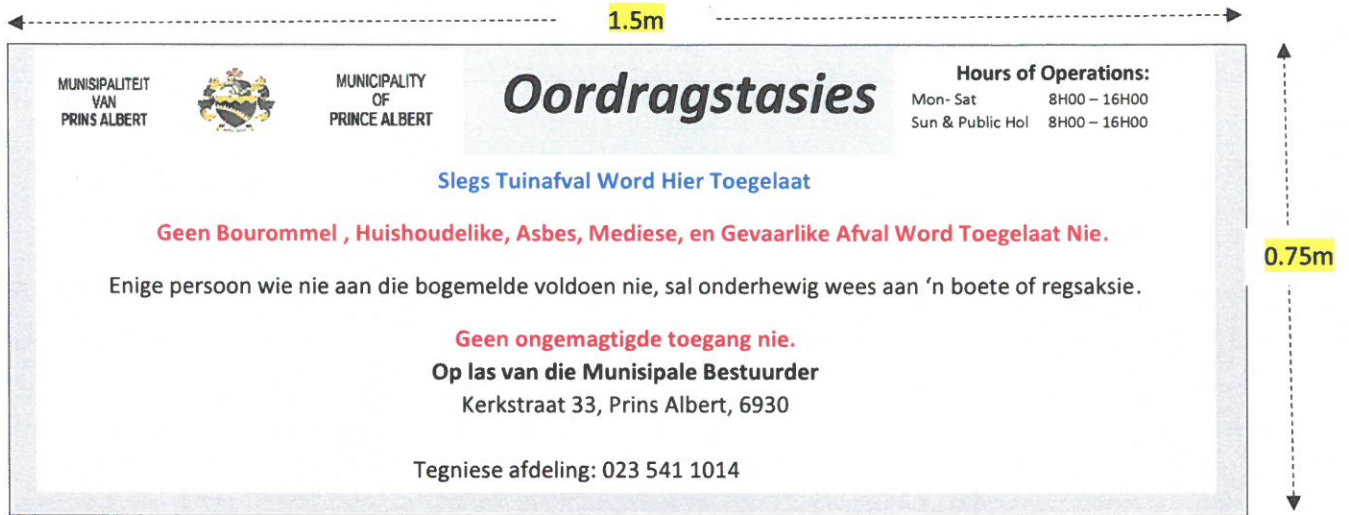 1.5m
MUNISIPALITEIT
VAN
PRINS ALBERT
MUNICIPALITY
OF
PRINCE ALBERT
Oordragstasies
Hours of Operations:
Mon- Sat 8H00 – 16H00
Sun & Public Hol 8H00 – 16H00
Slegs Tuinafval Word Hier Toegelaat
Geen Bourommel , Huishoudelike, Asbes, Mediese, en Gevaarlike Afval Word Toegelaat Nie.
0.75m
Enige persoon wie nie aan die bogemelde voldoen nie, sal onderhewig wees aan ‘n boete of regsaksie.
Geen ongemagtigde toegang nie.
Op las van die Munisipale Bestuurder
Kerkstraat 33, Prins Albert, 6930
Tegniese afdeling: 023 541 1014